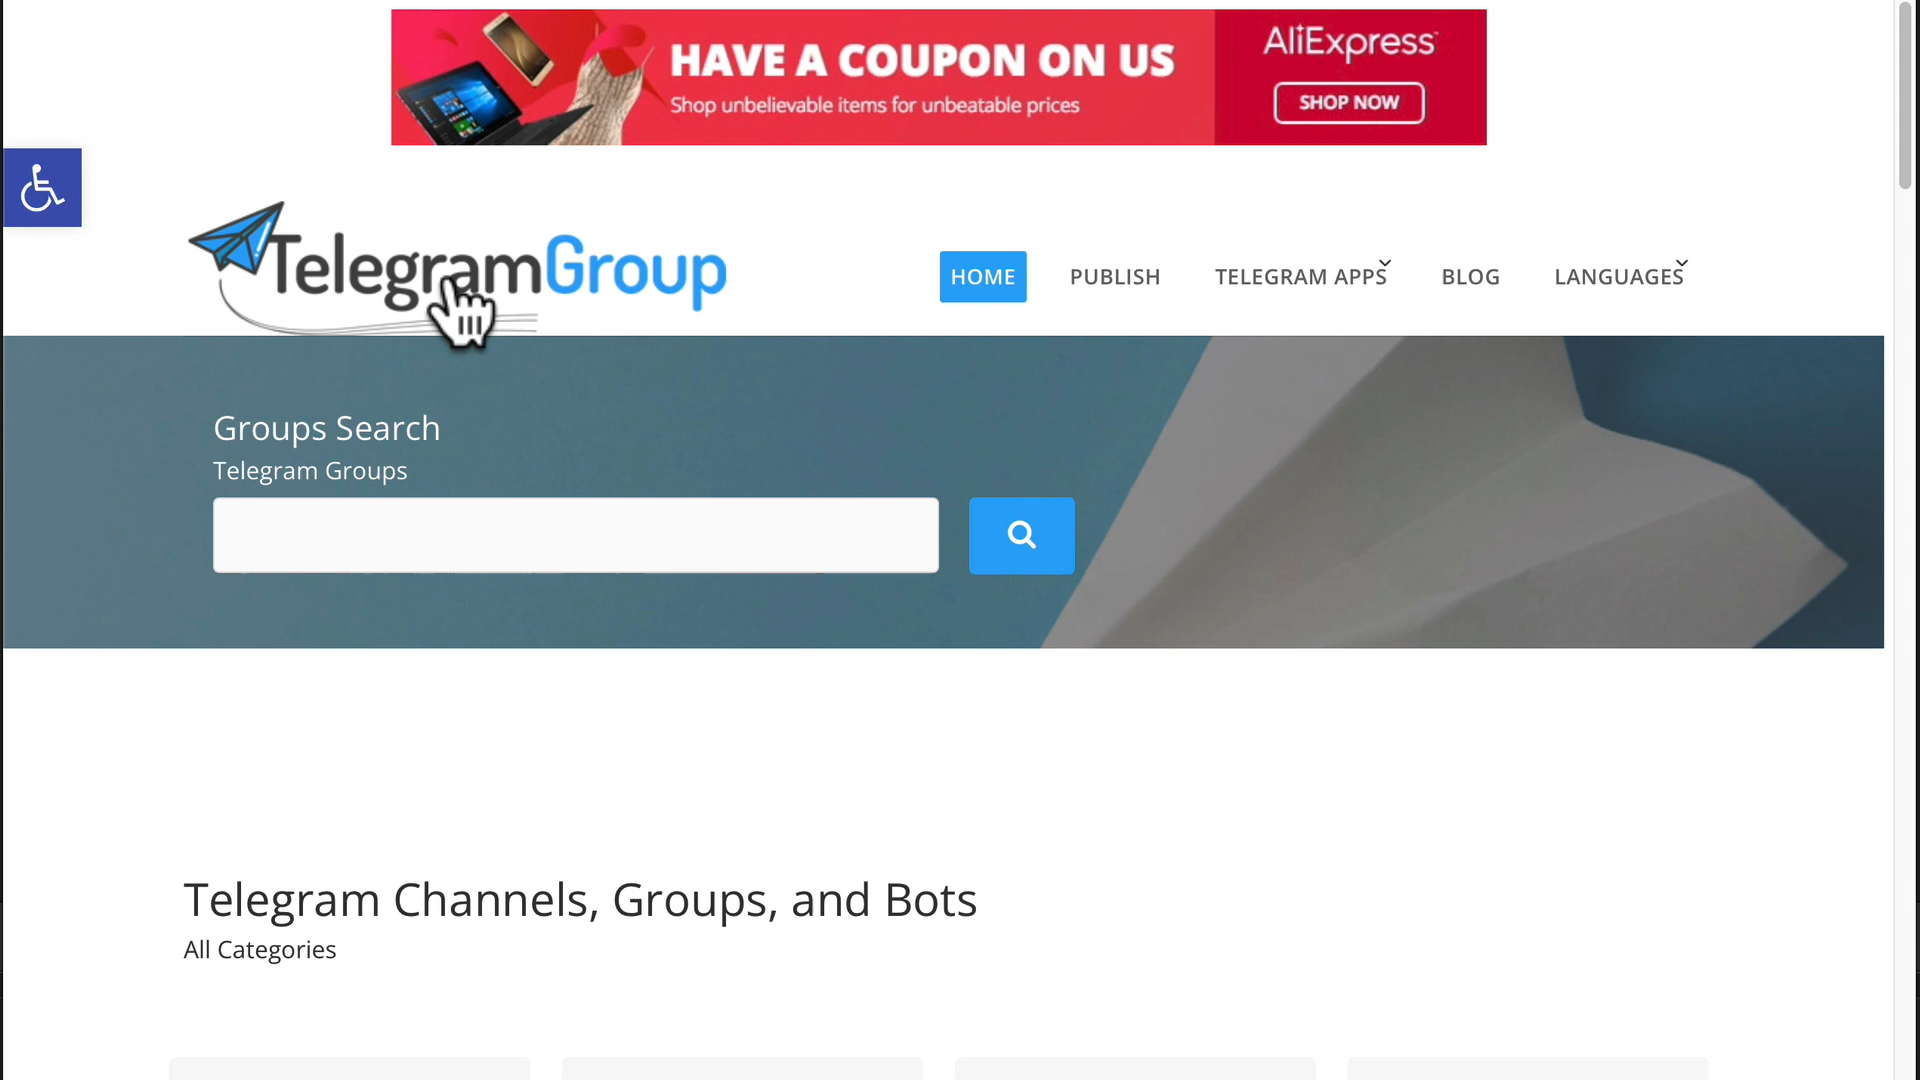 HAVE A COUPON ON US
Shop unbelievable items for unbeatable prices
AliExpress
SHOP NOW
TelegramGroup
HOME
PUBLISH
TELEGRAM APPS
BLOG
LANGUAGES
Groups Search
Telegram Groups
Telegram Channels, Groups, and Bots
All Categories